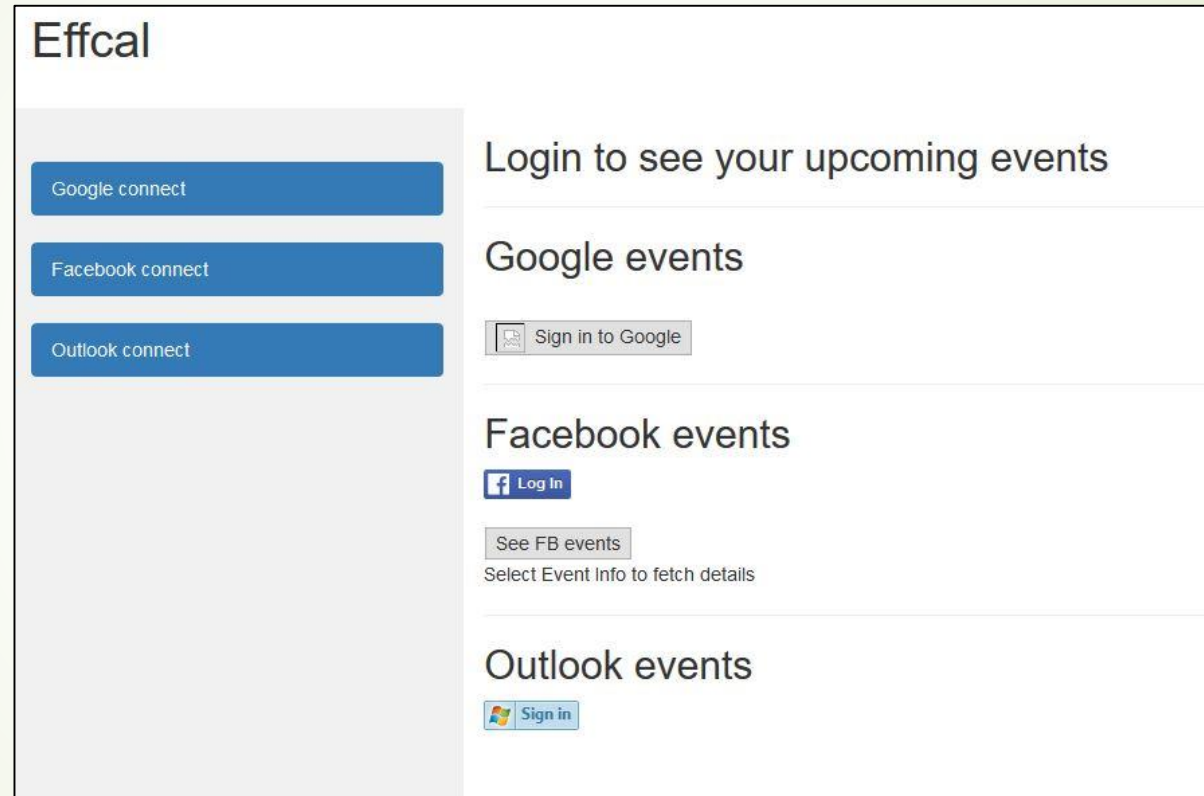 Effcal
Google connect
Facebook connect
Outlook connect
Login to see your upcoming events
Google events
Sign in to Google
Facebook events
f Log In
See FB events
Select Event Info to fetch details
Outlook events
Sign in